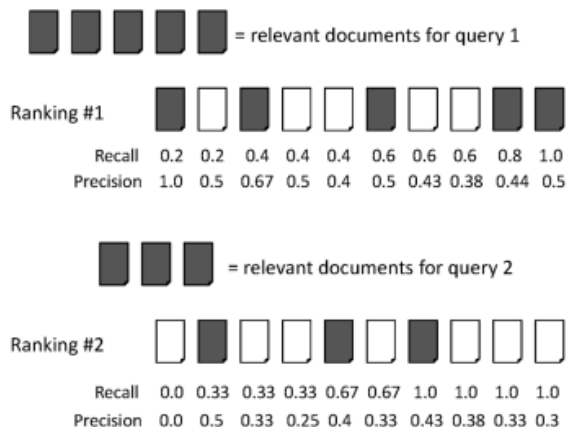 = relevant documents for query 1
Ranking #1
Recall 0.2 0.2 0.4 0.4 0.4 0.6 0.6 0.6 0.8 1.0
Precision 1.0 0.5 0.67 0.5 0.4 0.5 0.43 0.38 0.44 0.5
= relevant documents for query 2
Ranking #2
Recall 0.0 0.33 0.33 0.33 0.67 0.67 1.0 1.0 1.0 1.0
Precision 0.0 0.5 0.33 0.25 0.4 0.33 0.43 0.38 0.33 0.3